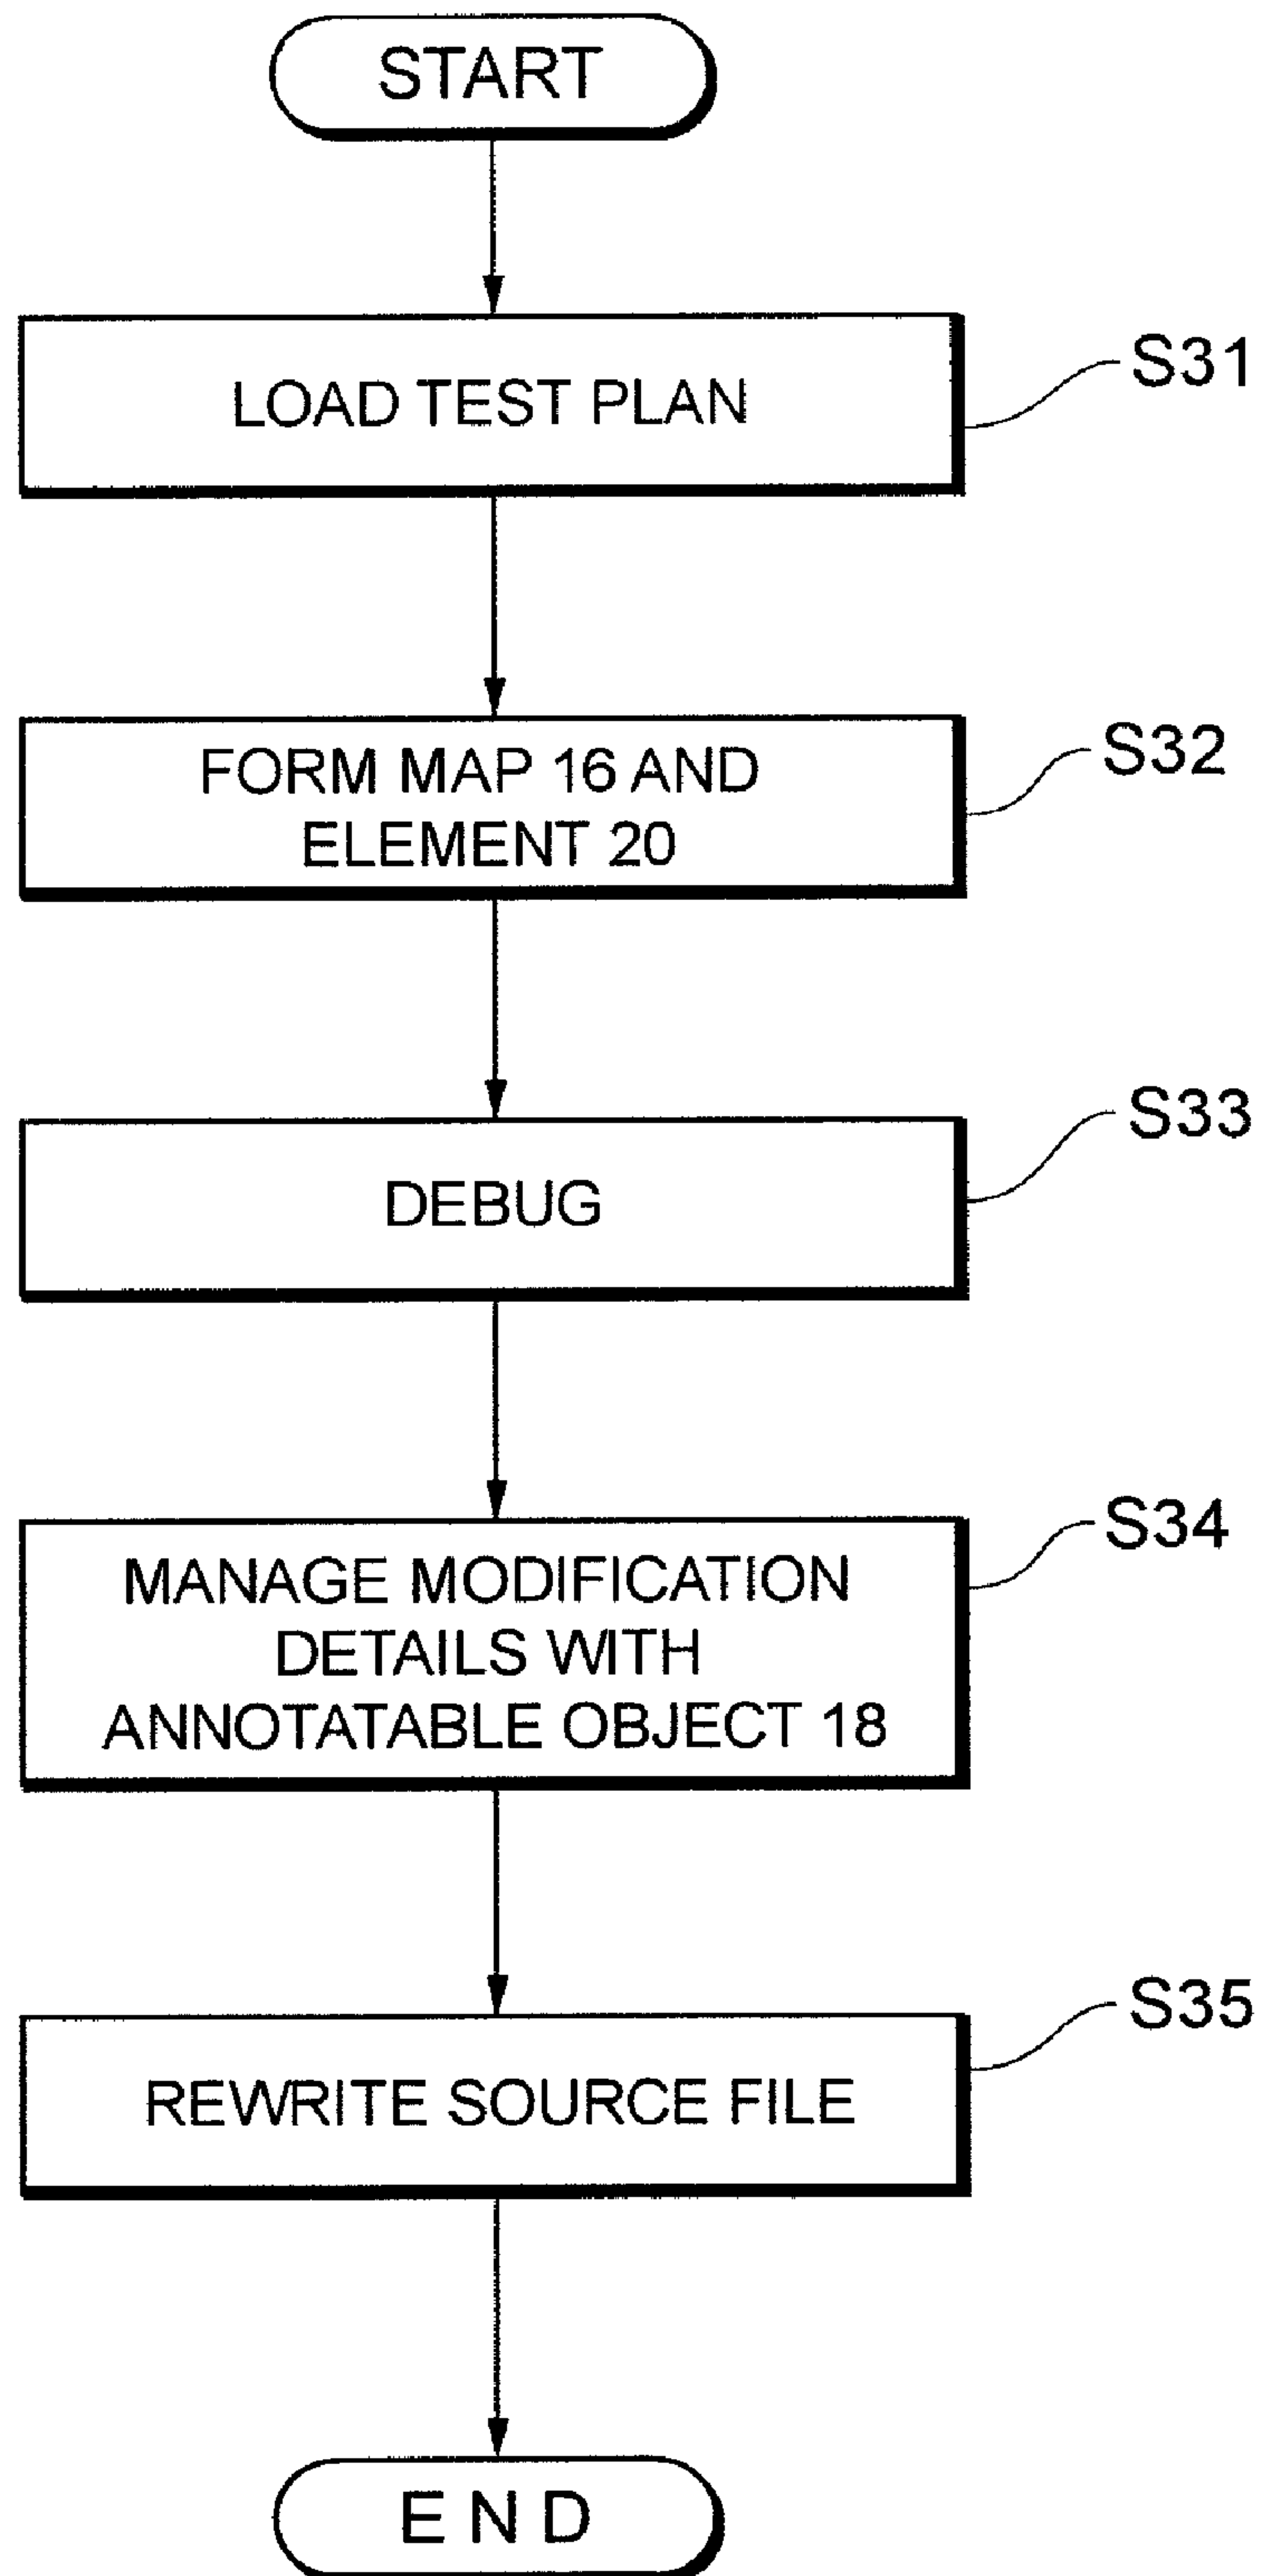 START
LOAD TEST PLAN
S31
FORM MAP 16 AND
ELEMENT 20
S32
DEBUG
S33
MANAGE MODIFICATION
DETAILS WITH
ANNOTATABLE OBJECT 18
S34
REWRITE SOURCE FILE
S35
END